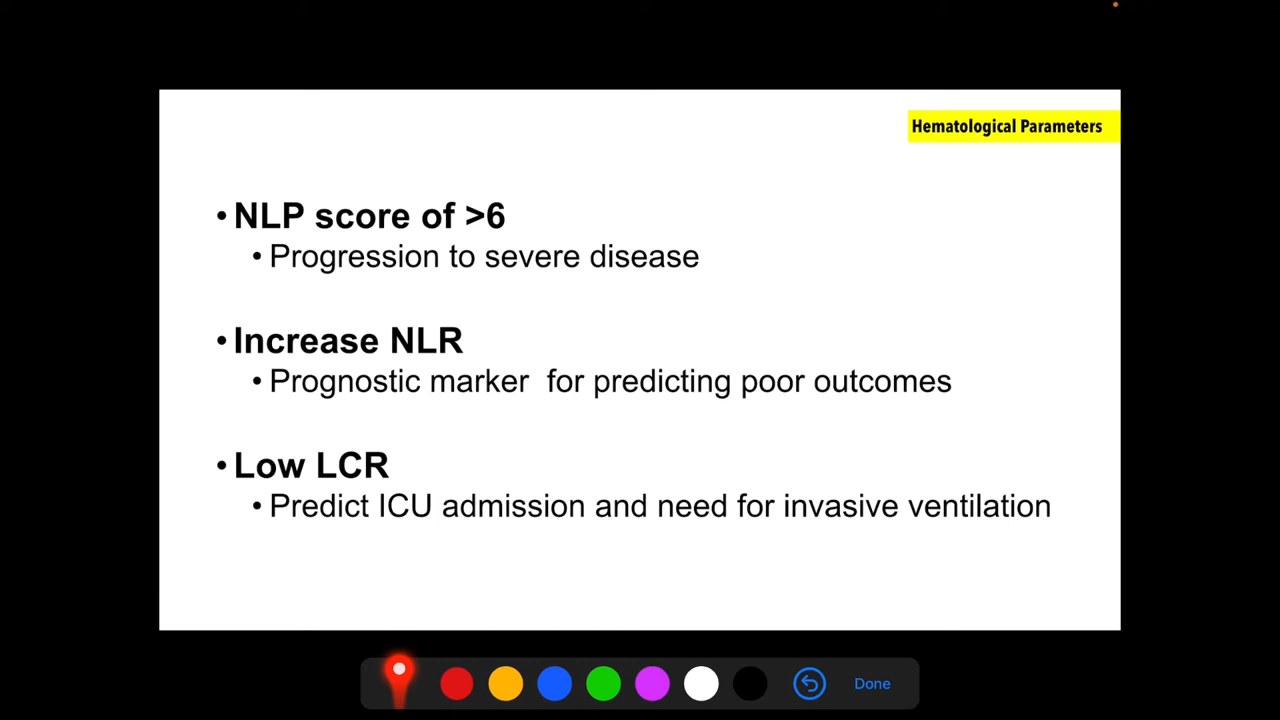 Hematological Parameters
• NLP score of >6
• Progression to severe disease
• Increase NLR
• Prognostic marker for predicting poor outcomes
• Low LCR
• Predict ICU admission and need for invasive ventilation
Done